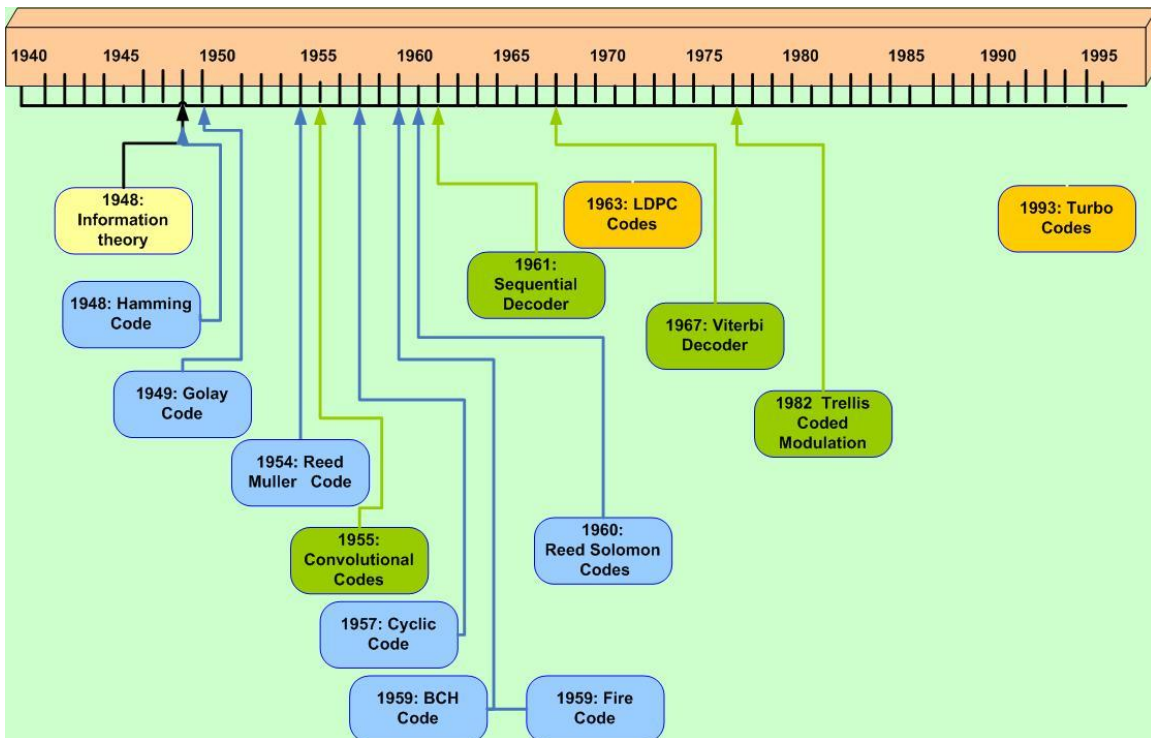 1940 1945 1950 1955 1960 1965 1970 1975 1980 1985 1990 1995
1948:
Information
theory
1963: LDPC
Codes
1993: Turbo
Codes
1961:
Sequential
Decoder
1948: Hamming
Code
1967: Viterbi
Decoder
1949: Golay
Code
1982 Trellis
Coded
Modulation
1954: Reed
Muller Code
1960:
Reed Solomon
Codes
1955:
Convolutional
Codes
1957: Cyclic
Code
1959: BCH
Code
1959: Fire
Code